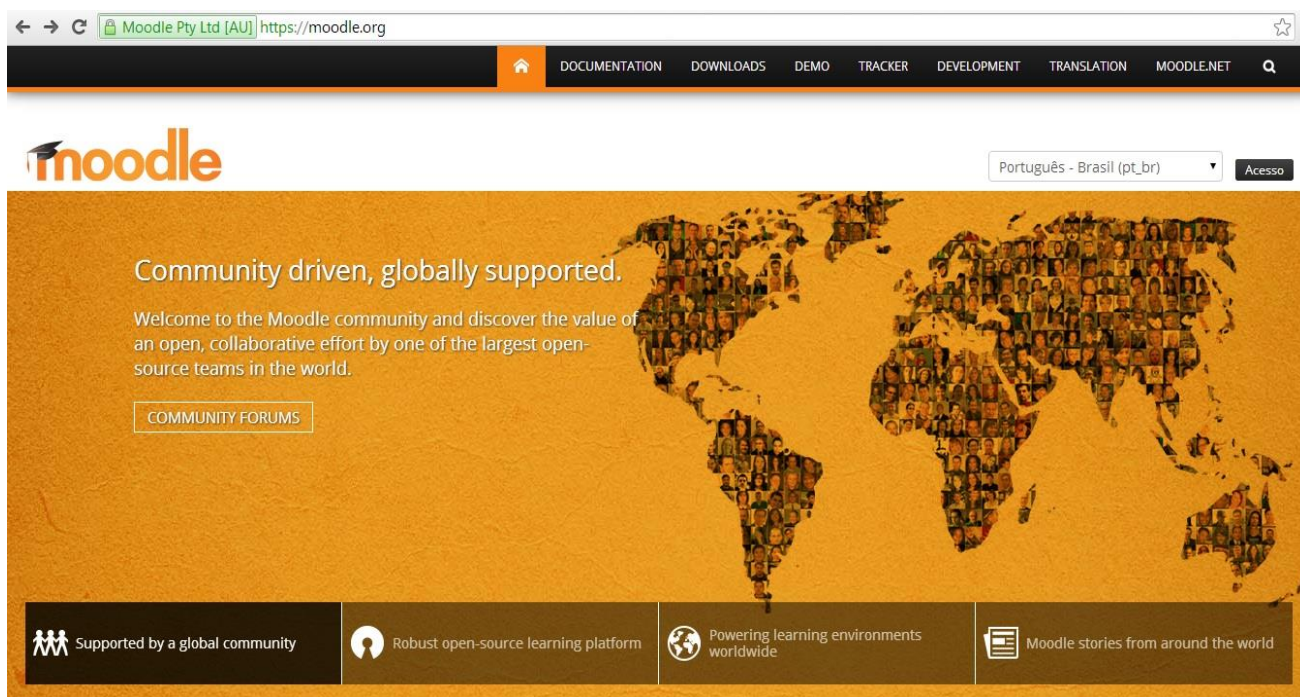 Moodle Pty Ltd [AU] https://moodle.org
DOCUMENTATION DOWNLOADS DEMO TRACKER DEVELOPMENT TRANSLATION MOODLE.NET
moodle
Português - Brasil (pt_br)
Acesso
Community driven, globally supported.
Welcome to the Moodle community and discover the value of
an open, collaborative effort by one of the largest open-
source teams in the world.
COMMUNITY FORUMS
Supported by a global community
Robust open-source learning platform
Powering learning environments
worldwide
Moodle stories from around the world